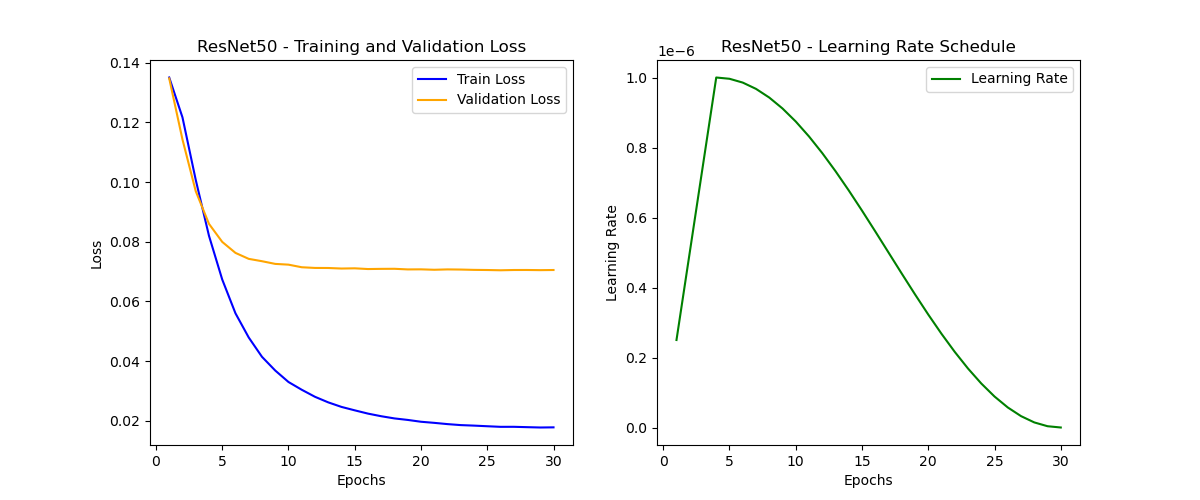 ResNet50 - Training and Validation Loss
0.14
0.12
0.10
0.08
0.06
0.04
0.02
Loss
0
5
10
15
20
25
30
Epochs
Train Loss
Validation Loss
ResNet50 - Learning Rate Schedule
1e−6
1.0
0.8
0.6
0.4
0.2
0.0
Learning Rate
0
5
10
15
20
25
30
Epochs
Learning Rate